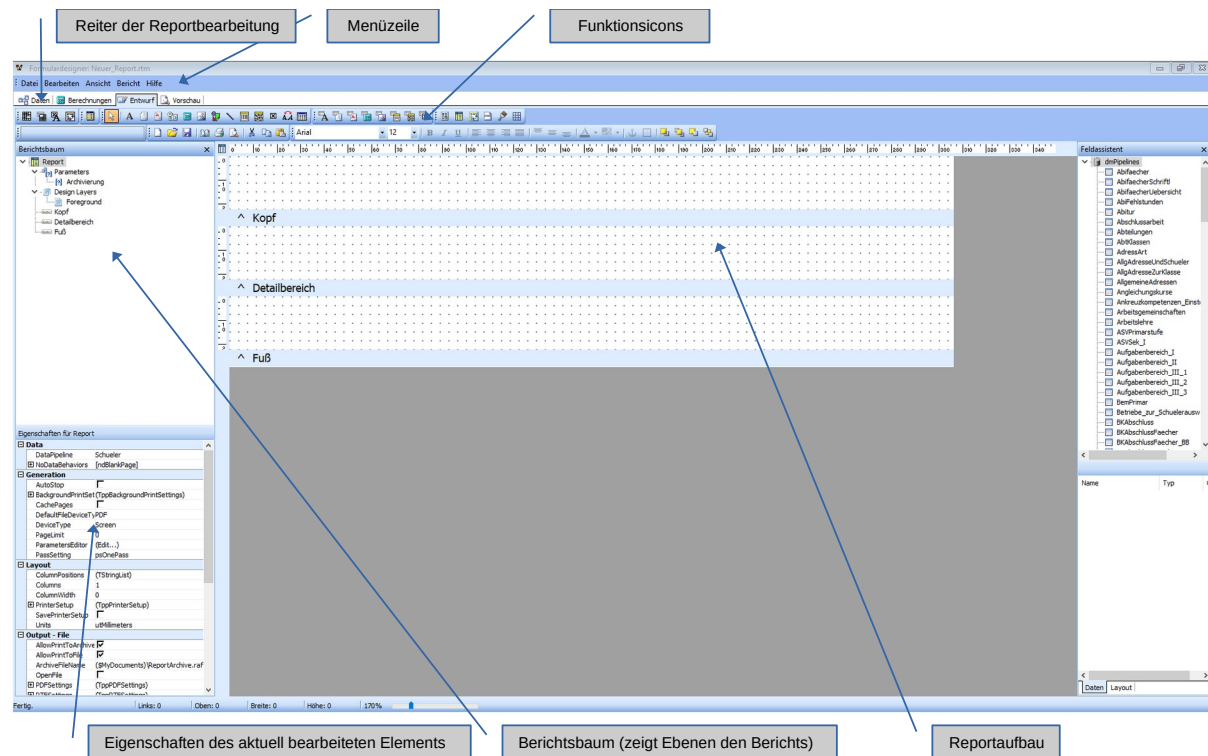 Reiter der Reportbearbeitung
Menüzeile
Funktionsicons
Formulardesigner: Neuer_Report.rtm
Datei Bearbeiten Ansicht Bericht Hilfe
Daten Berechnungen Entwurf Vorschau
Arial 12
Berichtsbaum
Report
Parameters
Archivierung
Design Layers
Foreground
Kopf
Detailbereich
Fuß
Kopf
Detailbereich
Fuß
Eigenschaften für Report
Data
DataPipeline Schueler
NoDataBehaviors [ndBlankPage]
Generation
AutoStop
BackgroundPrintSet (TppBackgroundPrintSettings)
CachePages
DefaultFileDeviceTy PDF
DeviceType Screen
PageLimit 0
ParametersEditor (Edit...)
PassSetting psOnePass
Layout
ColumnPositions (TStringList)
Columns 1
ColumnWidth 0
PrinterSetup (TppPrinterSetup)
SavePrinterSetup
Units utMillimeters
Output - File
AllowPrintToArchive
AllowPrintToFile
ArchiveFileName ($MyDocuments)\ReportArchive.raf
OpenFile
PDFSettings (TppPDFSettings)
Feldassistent
dmPipelines
Abifaecher
AbifaecherSchriftl
AbifaecherUebersicht
AbiFehlstunden
Abitur
Abschlussarbeit
Abteilungen
AbtKlassen
AdressArt
AllgAdresseUndSchueler
AllgAdresseZurKlasse
AllgemeineAdressen
Angleichungskurse
Ankreuzkompetenzen_Einst
Arbeitsgemeinschaften
Arbeitslehre
ASVPrimarstufe
ASVSek_I
Aufgabenbereich_I
Aufgabenbereich_II
Aufgabenbereich_III_1
Aufgabenbereich_III_2
Aufgabenbereich_III_3
BemPrimar
Betriebe_zur_Schuelerausw
BKAbschluss
BKAbschlussFaecher
BKAbschlussFaecher_BB
Name Typ
Daten Layout
Fertig. Links: 0 Oben: 0 Breite: 0 Höhe: 0 170%
Eigenschaften des aktuell bearbeiteten Elements
Berichtsbaum (zeigt Ebenen den Berichts)
Reportaufbau